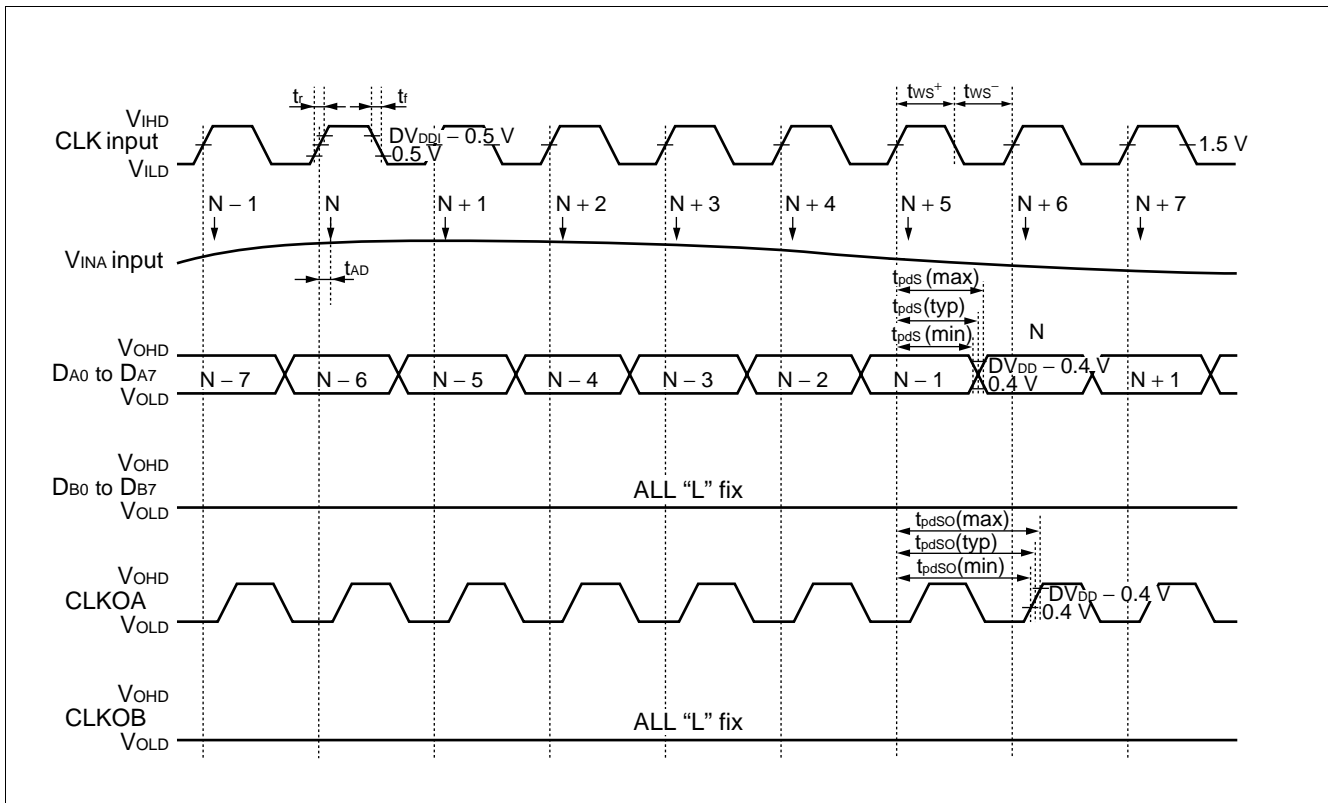 tr tf tWS+ tWS−
VIHD
CLK input
VILD
DVDDI − 0.5 V
0.5 V
1.5 V
N − 1 N N + 1 N + 2 N + 3 N + 4 N + 5 N + 6 N + 7
VINA input
tAD
tpdS (max)
tpdS (typ)
tpdS (min)
N
VOHD
DA0 to DA7
VOLD
N − 7 N − 6 N − 5 N − 4 N − 3 N − 2 N − 1 N + 1
DVDD − 0.4 V
0.4 V
VOHD
DB0 to DB7
VOLD
ALL “L” fix
tpdSO(max)
tpdSO(typ)
tpdSO(min)
VOHD
CLKOA
VOLD
DVDD − 0.4 V
0.4 V
VOHD
CLKOB
VOLD
ALL “L” fix